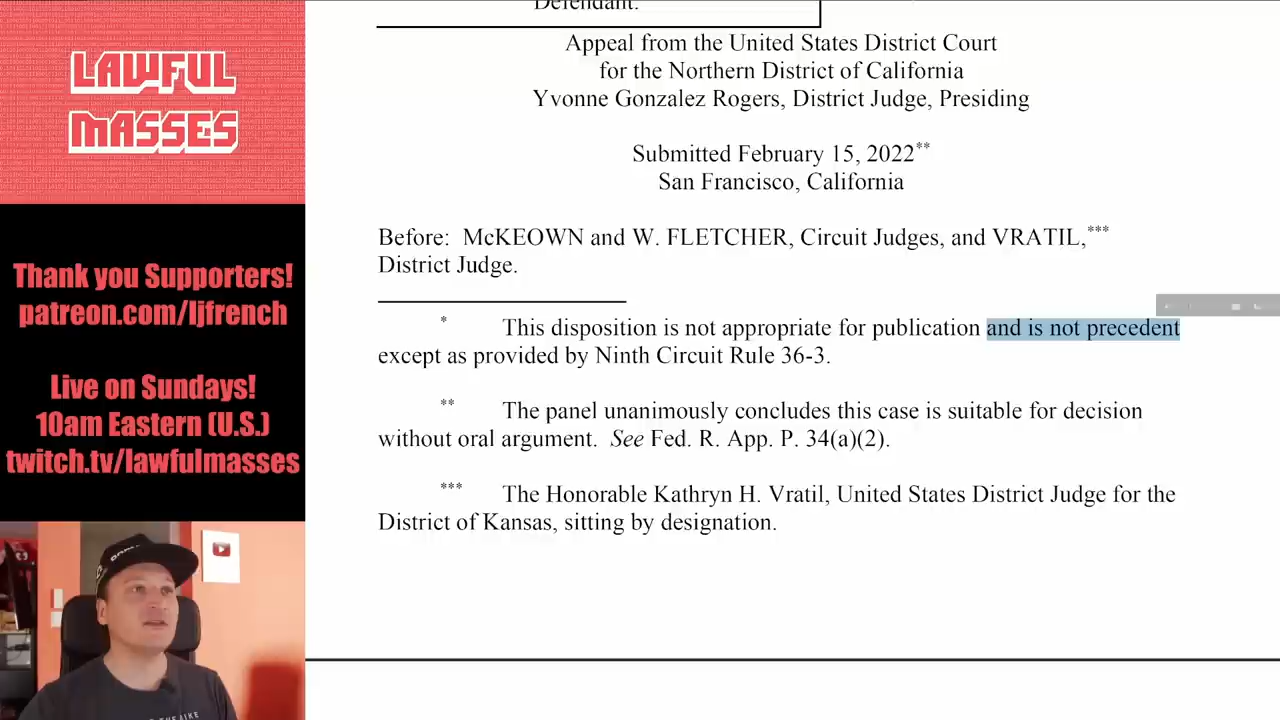 LAWFUL
MASSES
Thank you Supporters!
patreon.com/ljfrench
Live on Sundays!
10am Eastern (U.S.)
twitch.tv/lawfulmasses
Defendant.
Appeal from the United States District Court
for the Northern District of California
Yvonne Gonzalez Rogers, District Judge, Presiding
Submitted February 15, 2022**
San Francisco, California
Before: McKEOWN and W. FLETCHER, Circuit Judges, and VRATIL,***
District Judge.
* This disposition is not appropriate for publication and is not precedent
except as provided by Ninth Circuit Rule 36-3.
** The panel unanimously concludes this case is suitable for decision
without oral argument. See Fed. R. App. P. 34(a)(2).
*** The Honorable Kathryn H. Vratil, United States District Judge for the
District of Kansas, sitting by designation.